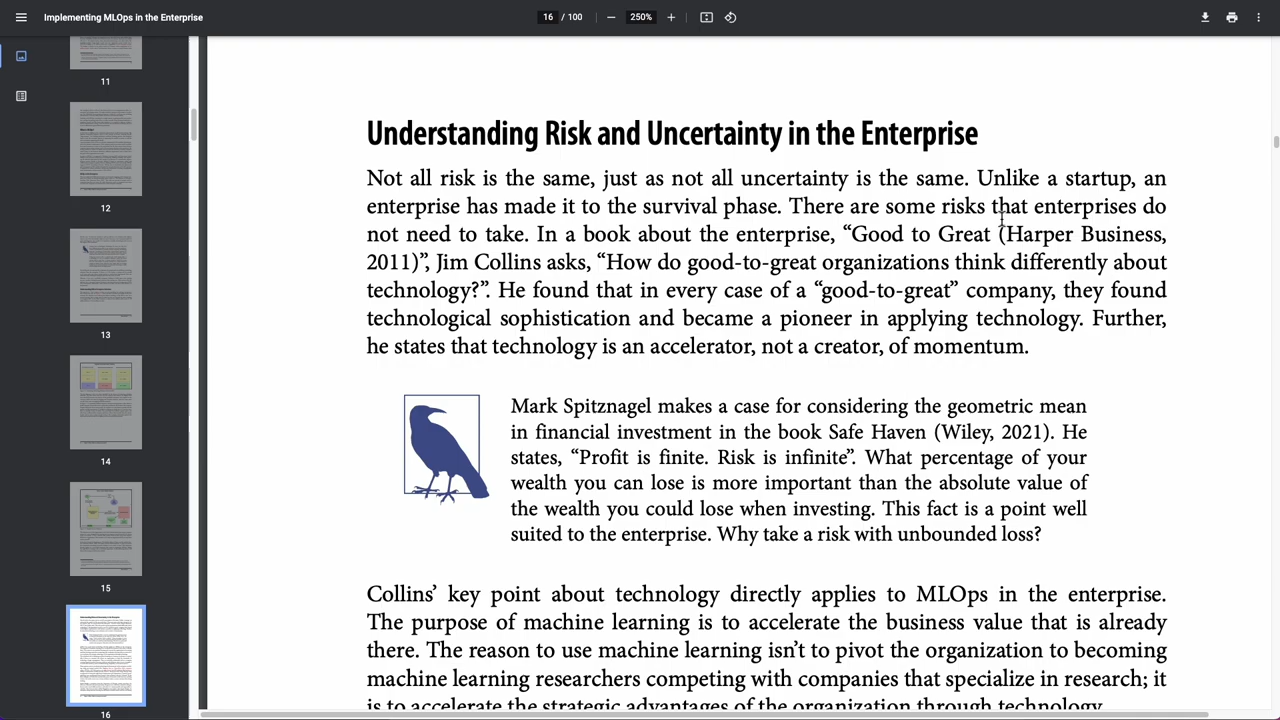 Implementing MLOps in the Enterprise
16 / 100
250%
11
12
13
14
15
16
Understanding Risk and Uncertainty in the Enterprise
Not all risk is the same, just as not all uncertainty is the same. Unlike a startup, an
enterprise has made it to the survival phase. There are some risks that enterprises do
not need to take. In a book about the enterprise, “Good to Great (Harper Business,
2011)”, Jim Collins asks, “How do good-to-great organizations think differently about
technology?”. He found that in every case of a “good-to-great” company, they found
technological sophistication and became a pioneer in applying technology. Further,
he states that technology is an accelerator, not a creator, of momentum.
Mark Spitznagel makes a case for considering the geometric mean
in financial investment in the book Safe Haven (Wiley, 2021). He
states, “Profit is finite. Risk is infinite”. What percentage of your
wealth you can lose is more important than the absolute value of
the wealth you could lose when investing. This fact is a point well
suited to the enterprise. Why take a risk with unbounded loss?
Collins’ key point about technology directly applies to MLOps in the enterprise.
The purpose of machine learning is to accelerate the business value that is already
there. The reason to use machine learning isn’t to pivot the organization to becoming
machine learning researchers competing with companies that specialize in research; it
is to accelerate the strategic advantages of the organization through technology.